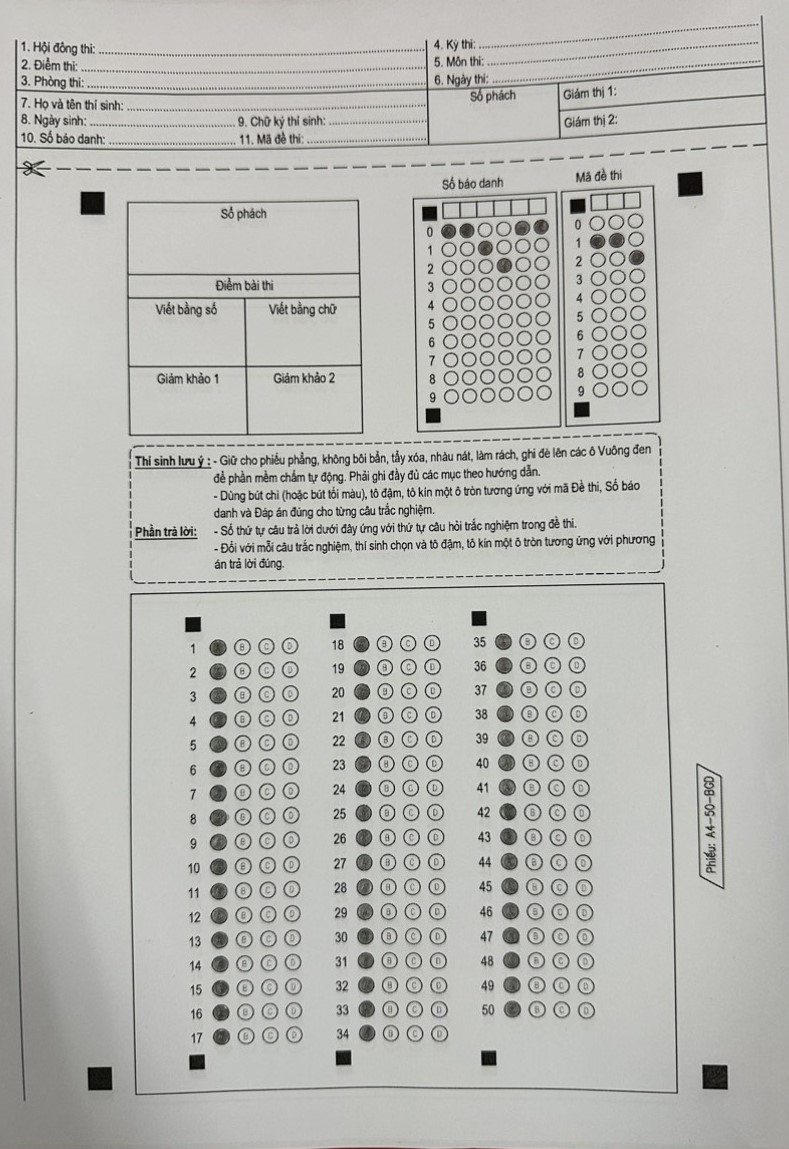 1. Hội đồng thi:
2. Điểm thi:
3. Phòng thi:
4. Kỳ thi:
5. Môn thi:
6. Ngày thi:
7. Họ và tên thí sinh:
8. Ngày sinh: 9. Chữ ký thí sinh:
10. Số báo danh: 11. Mã đề thi:
Số phách
Giám thị 1:
Giám thị 2:
Số phách
Điểm bài thi
Viết bằng số Viết bằng chữ
Giám khảo 1 Giám khảo 2
Số báo danh
0
1
2
3
4
5
6
7
8
9
Mã đề thi
0
1
2
3
4
5
6
7
8
9
Thí sinh lưu ý : - Giữ cho phiếu phẳng, không bôi bẩn, tẩy xóa, nhàu nát, làm rách, ghi đè lên các ô Vuông đen
để phần mềm chấm tự động. Phải ghi đầy đủ các mục theo hướng dẫn.
- Dùng bút chì (hoặc bút tối màu), tô đậm, tô kín một ô tròn tương ứng với mã Đề thi, Số báo
danh và Đáp án đúng cho từng câu trắc nghiệm.
Phần trả lời: - Số thứ tự câu trả lời dưới đây ứng với thứ tự câu hỏi trắc nghiệm trong đề thi.
- Đối với mỗi câu trắc nghiệm, thí sinh chọn và tô đậm, tô kín một ô tròn tương ứng với phương
án trả lời đúng.
1 B C D
2 B C D
3 B C D
4 B C D
5 B C D
6 B C D
7 B C D
8 B C D
9 B C D
10 B C D
11 B C D
12 B C D
13 B C D
14 B C D
15 B C D
16 B C D
17 B C D
18 B C D
19 B C D
20 B C D
21 B C D
22 B C D
23 B C D
24 B C D
25 B C D
26 B C D
27 B C D
28 B C D
29 B C D
30 B C D
31 B C D
32 B C D
33 B C D
34 B C D
35 B C D
36 B C D
37 B C D
38 B C D
39 B C D
40 B C D
41 B C D
42 B C D
43 B C D
44 B C D
45 B C D
46 B C D
47 B C D
48 B C D
49 B C D
50 B C D
Phiếu: A4-50-BGD